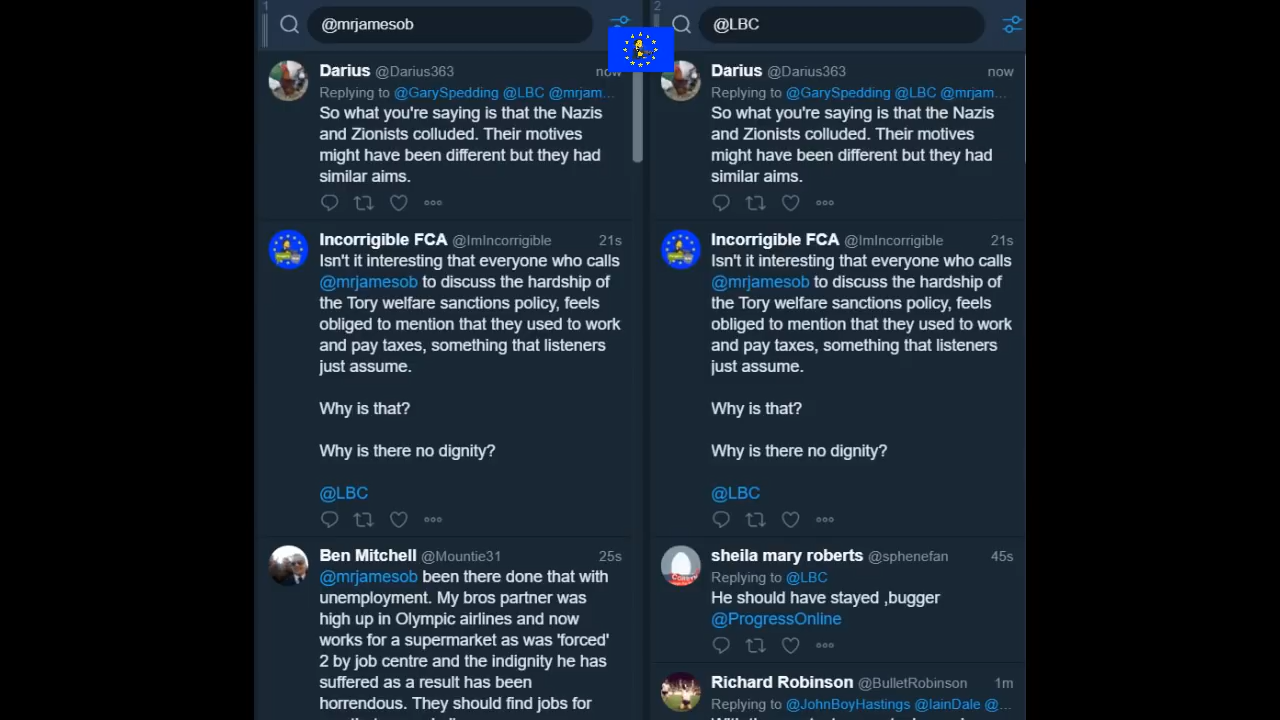 1
@mrjamesob
Darius @Darius363 now
Replying to @GarySpedding @LBC @mrjam...
So what you're saying is that the Nazis
and Zionists colluded. Their motives
might have been different but they had
similar aims.
Incorrigible FCA @ImIncorrigible 21s
Isn't it interesting that everyone who calls
@mrjamesob to discuss the hardship of
the Tory welfare sanctions policy, feels
obliged to mention that they used to work
and pay taxes, something that listeners
just assume.
Why is that?
Why is there no dignity?
@LBC
Ben Mitchell @Mountie31 25s
@mrjamesob been there done that with
unemployment. My bros partner was
high up in Olympic airlines and now
works for a supermarket as was 'forced'
2 by job centre and the indignity he has
suffered as a result has been
horrendous. They should find jobs for
2
@LBC
Darius @Darius363 now
Replying to @GarySpedding @LBC @mrjam...
So what you're saying is that the Nazis
and Zionists colluded. Their motives
might have been different but they had
similar aims.
Incorrigible FCA @ImIncorrigible 21s
Isn't it interesting that everyone who calls
@mrjamesob to discuss the hardship of
the Tory welfare sanctions policy, feels
obliged to mention that they used to work
and pay taxes, something that listeners
just assume.
Why is that?
Why is there no dignity?
@LBC
sheila mary roberts @sphenefan 45s
Replying to @LBC
He should have stayed ,bugger
@ProgressOnline
Richard Robinson @BulletRobinson 1m
Replying to @JohnBoyHastings @IainDale @...